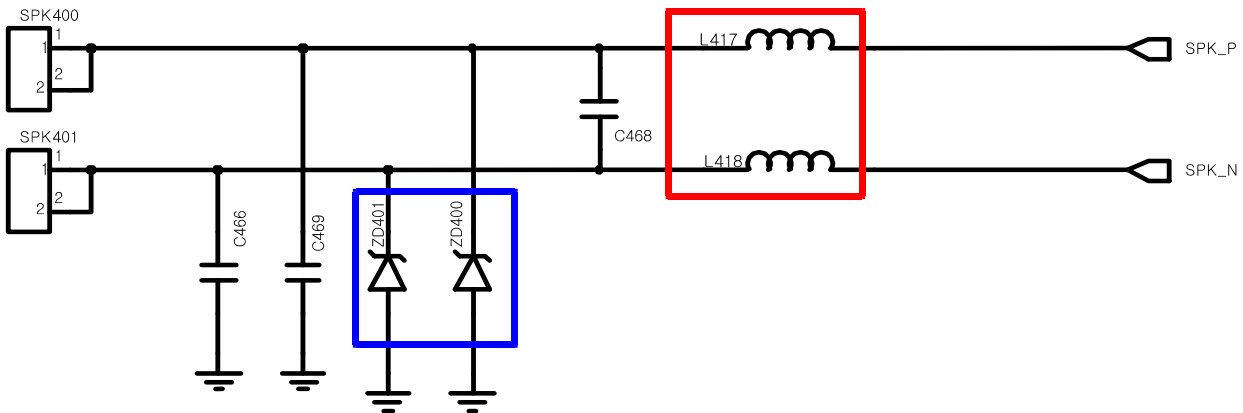 SPK400
1
1
2
2
L417
SPK_P
C468
SPK401
1
1
2
2
L418
SPK_N
C466
C469
ZD401
ZD400